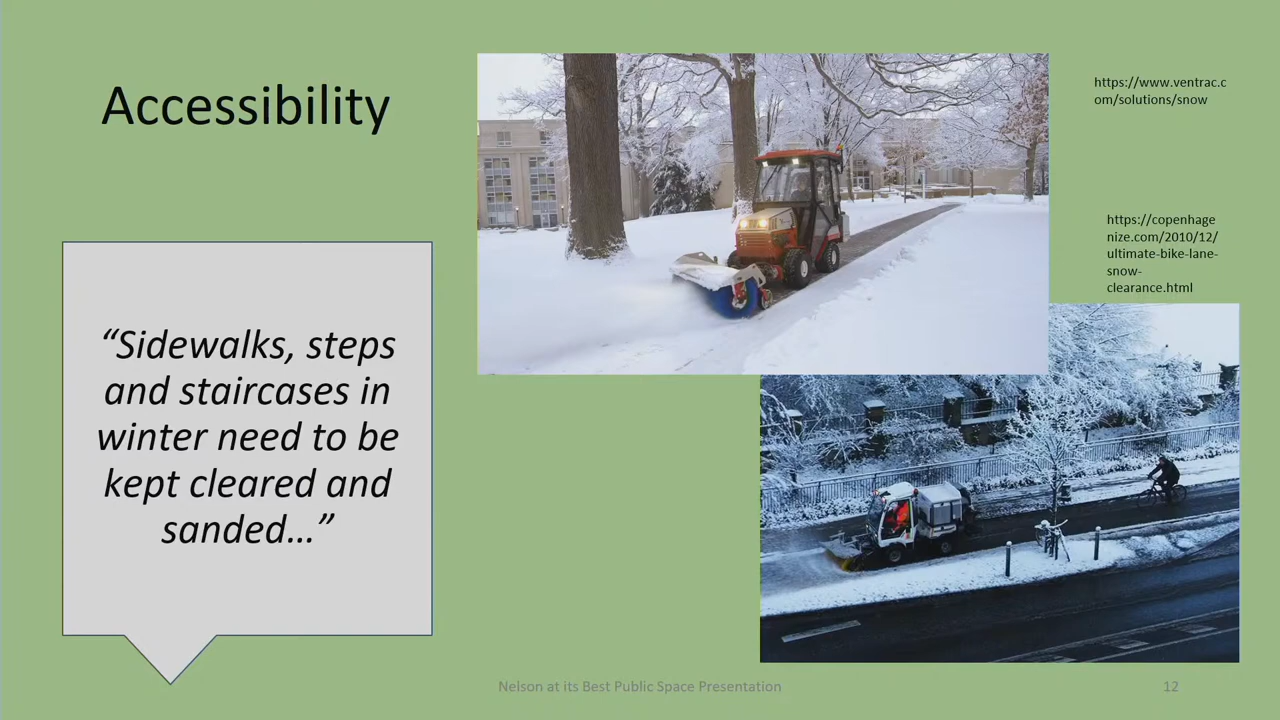 Accessibility
“Sidewalks, steps
and staircases in
winter need to be
kept cleared and
sanded…”
https://www.ventrac.c
om/solutions/snow
https://copenhage
nize.com/2010/12/
ultimate-bike-lane-
snow-
clearance.html
Nelson at its Best Public Space Presentation
12